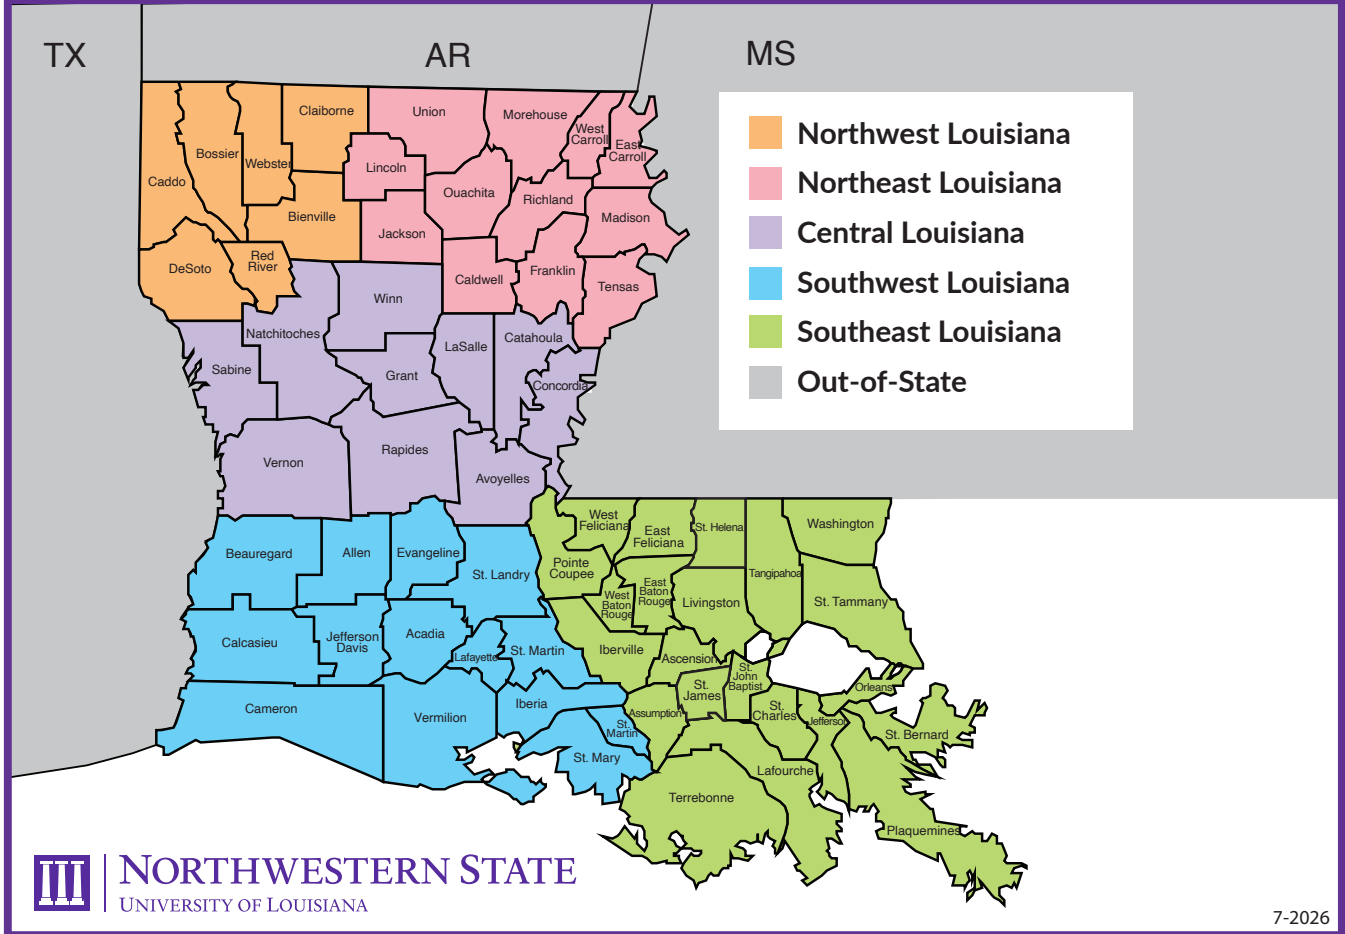 TX
AR
MS
Northwest Louisiana
Northeast Louisiana
Central Louisiana
Southwest Louisiana
Southeast Louisiana
Out-of-State
Caddo
Bossier
Webster
Claiborne
Union
Morehouse
West
Carroll
East
Carroll
Lincoln
Ouachita
Richland
Madison
Bienville
Jackson
DeSoto
Red
River
Caldwell
Franklin
Tensas
Winn
Natchitoches
Sabine
Grant
LaSalle
Catahoula
Concordia
Vernon
Rapides
Avoyelles
Beauregard
Allen
Evangeline
St. Landry
Pointe
Coupee
West
Feliciana
East
Feliciana
St. Helena
Tangipahoa
Washington
St. Tammany
West
Baton
Rouge
East
Baton
Rouge
Livingston
Calcasieu
Jefferson
Davis
Acadia
Lafayette
St. Martin
Iberville
Ascension
St.
John
Baptist
St.
James
Assumption
St.
Charles
Jefferson
Orleans
St. Bernard
Cameron
Vermilion
Iberia
St.
Martin
St. Mary
Lafourche
Terrebonne
Plaquemines
NORTHWESTERN STATE
UNIVERSITY OF LOUISIANA
7-2026